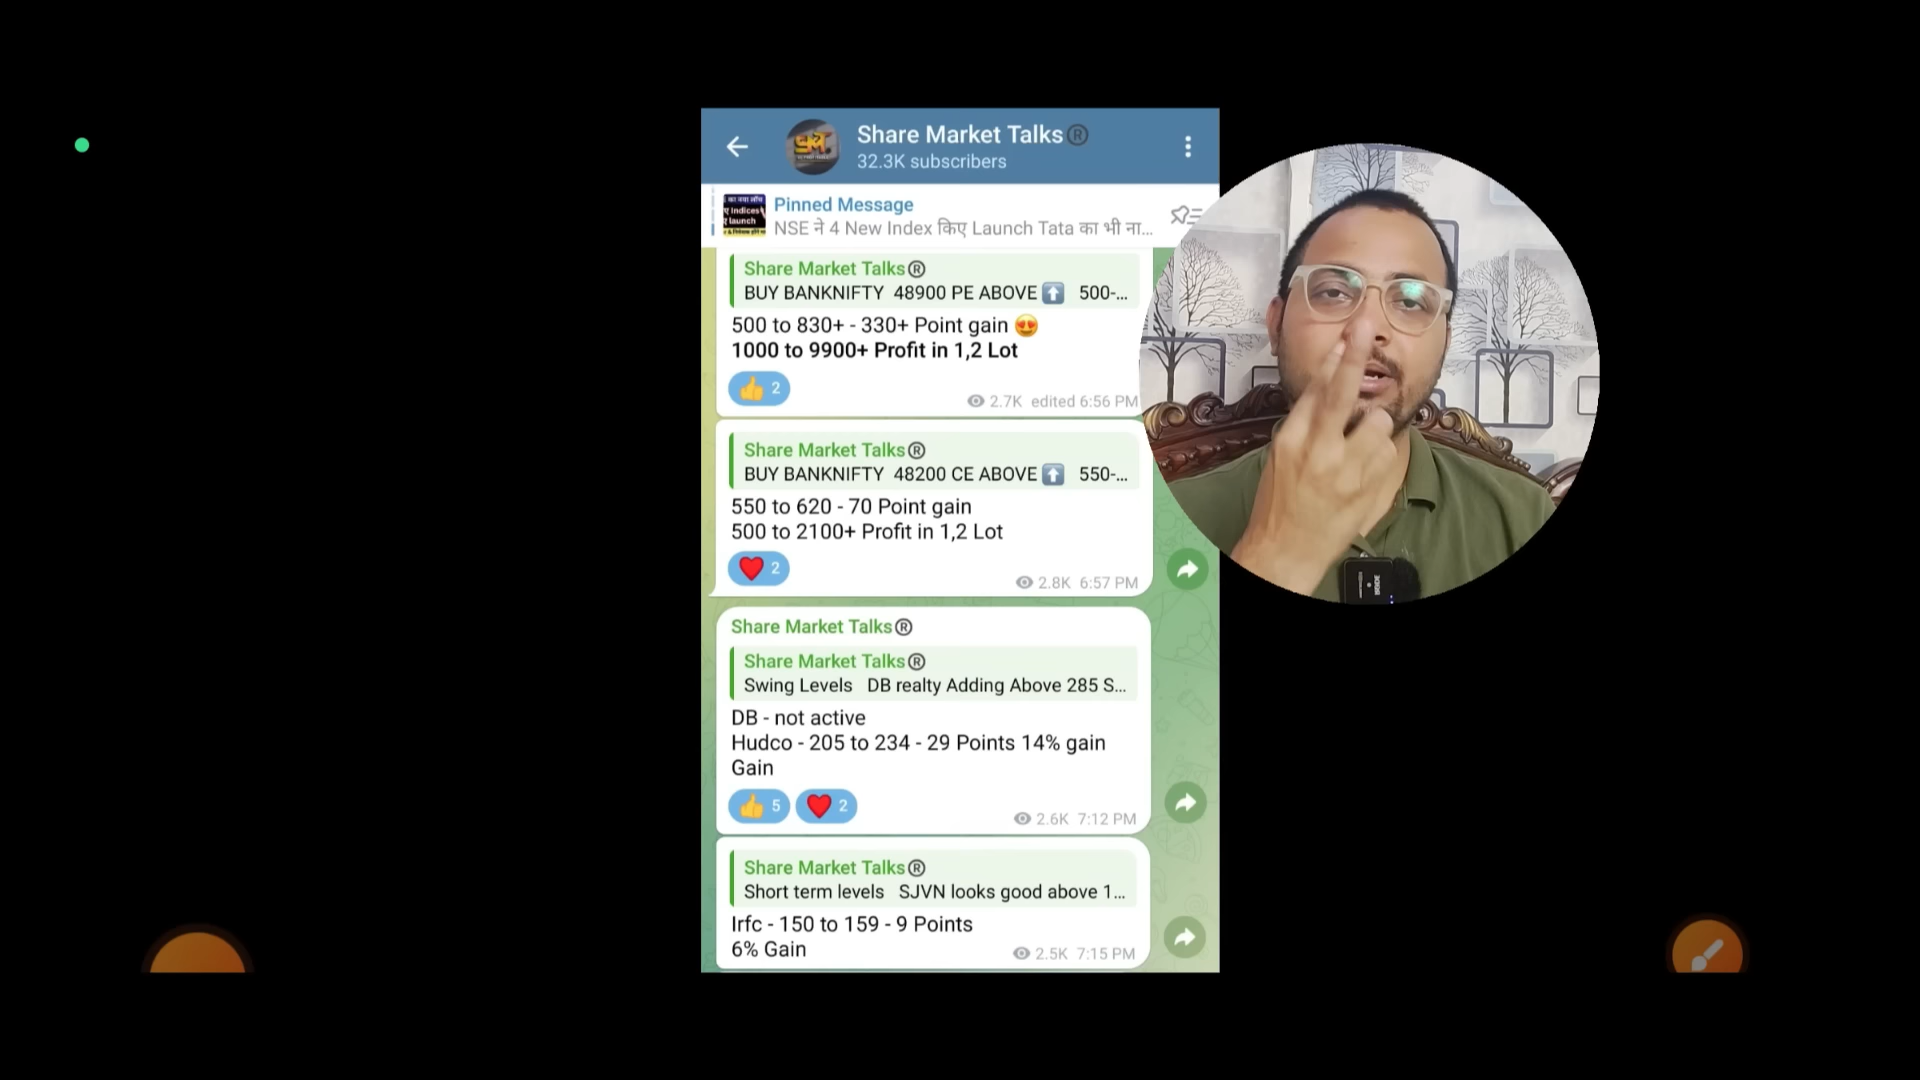 Share Market Talks®
32.3K subscribers
Pinned Message
NSE ने 4 New Index किए Launch Tata का भी ना...
Share Market Talks®
BUY BANKNIFTY 48900 PE ABOVE⬆️ 500-...
500 to 830+ - 330+ Point gain 😍
1000 to 9900+ Profit in 1,2 Lot
👍 2
2.7K edited 6:56 PM
Share Market Talks®
BUY BANKNIFTY 48200 CE ABOVE⬆️ 550-...
550 to 620 - 70 Point gain
500 to 2100+ Profit in 1,2 Lot
❤️ 2
2.8K 6:57 PM
Share Market Talks®
Share Market Talks®
Swing Levels DB realty Adding Above 285 S...
DB - not active
Hudco - 205 to 234 - 29 Points 14% gain
Gain
👍 5 ❤️ 2
2.6K 7:12 PM
Share Market Talks®
Short term levels SJVN looks good above 1...
Irfc - 150 to 159 - 9 Points
6% Gain
2.5K 7:15 PM